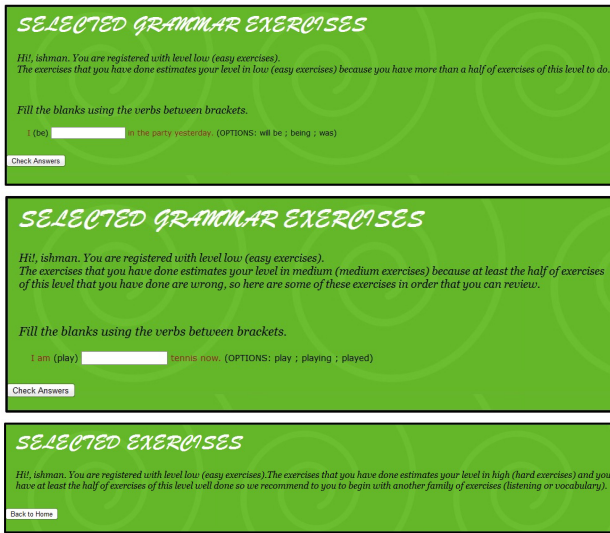 SELECTED GRAMMAR EXERCISES
Hi!, ishman. You are registered with level low (easy exercises).
The exercises that you have done estimates your level in low (easy exercises) because you have more than a half of exercises of this level to do.
Fill the blanks using the verbs between brackets.
I (be) in the party yesterday. (OPTIONS: will be ; being ; was)
Check Answers
SELECTED GRAMMAR EXERCISES
Hi!, ishman. You are registered with level low (easy exercises).
The exercises that you have done estimates your level in medium (medium exercises) because at least the half of exercises
of this level that you have done are wrong, so here are some of these exercises in order that you can review.
Fill the blanks using the verbs between brackets.
I am (play) tennis now. (OPTIONS: play ; playing ; played)
Check Answers
SELECTED EXERCISES
Hi!, ishman. You are registered with level low (easy exercises).The exercises that you have done estimates your level in high (hard exercises) and you
have at least the half of exercises of this level well done so we recommend to you to begin with another family of exercises (listening or vocabulary).
Back to Home